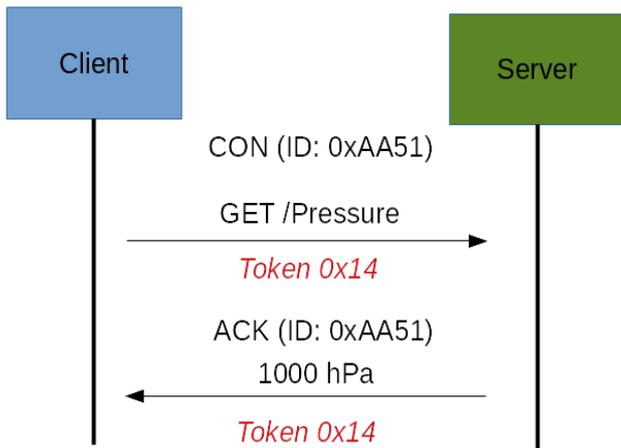 Client
Server
CON (ID: 0xAA51)
GET /Pressure
Token 0x14
ACK (ID: 0xAA51)
1000 hPa
Token 0x14